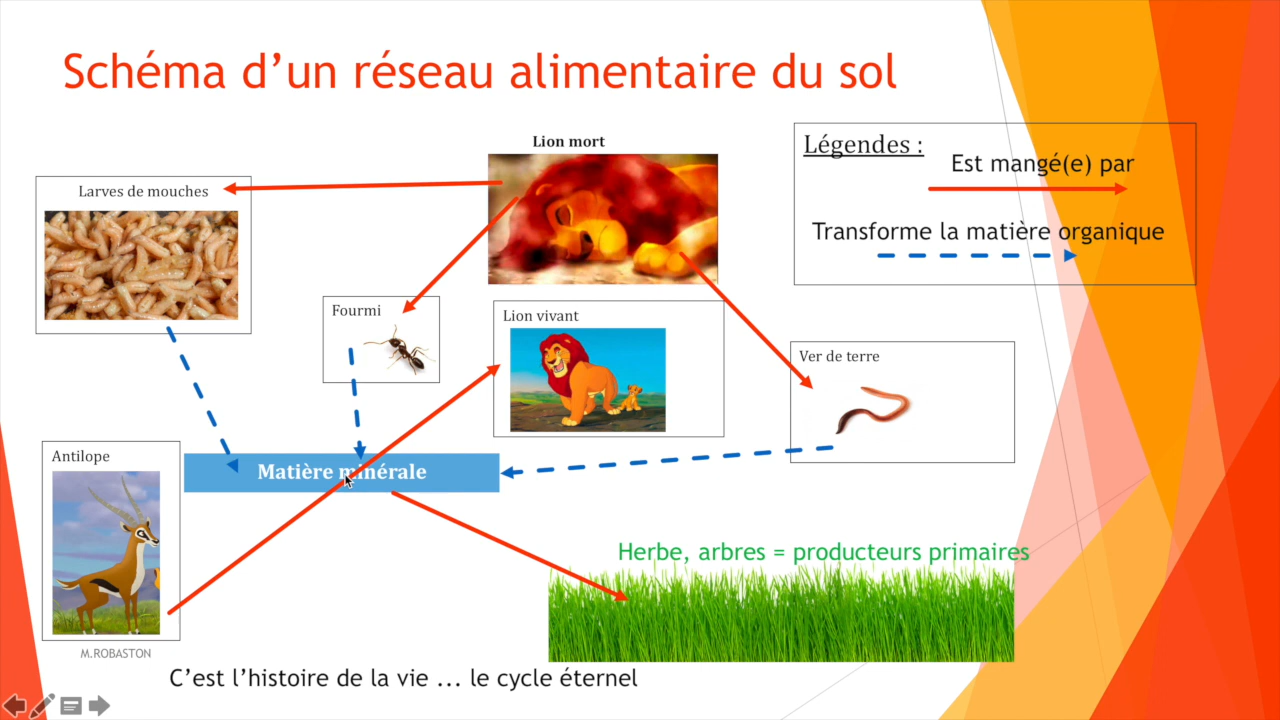 Schéma d’un réseau alimentaire du sol
Lion mort
Légendes :
Est mangé(e) par
Transforme la matière organique
Larves de mouches
Fourmi
Lion vivant
Ver de terre
Antilope
Matière minérale
Herbe, arbres = producteurs primaires
M.ROBASTON
C’est l’histoire de la vie ... le cycle éternel